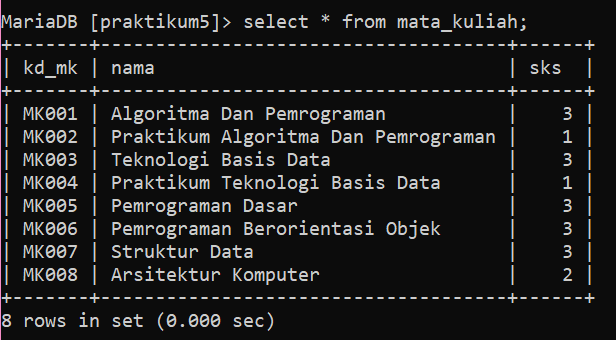 MariaDB [praktikum5]> select * from mata_kuliah;
+-------+-------------------------------------+------+
| kd_mk | nama                                | sks  |
+-------+-------------------------------------+------+
| MK001 | Algoritma Dan Pemrograman           |    3 |
| MK002 | Praktikum Algoritma Dan Pemrograman |    1 |
| MK003 | Teknologi Basis Data                |    3 |
| MK004 | Praktikum Teknologi Basis Data      |    1 |
| MK005 | Pemrograman Dasar                   |    3 |
| MK006 | Pemrograman Berorientasi Objek      |    3 |
| MK007 | Struktur Data                       |    3 |
| MK008 | Arsitektur Komputer                 |    2 |
+-------+-------------------------------------+------+
8 rows in set (0.000 sec)